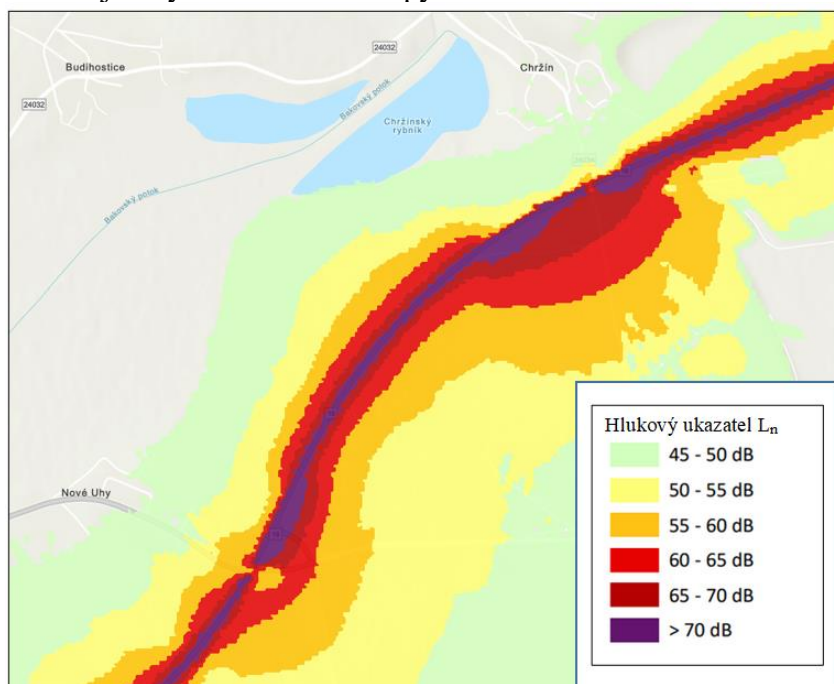 24032
Budihostice
Chržín
24032
Bakovský potok
Chržínský
rybník
Bakovský potok
Nové Uhy
Hlukový ukazatel Ln
45 - 50 dB
50 - 55 dB
55 - 60 dB
60 - 65 dB
65 - 70 dB
> 70 dB